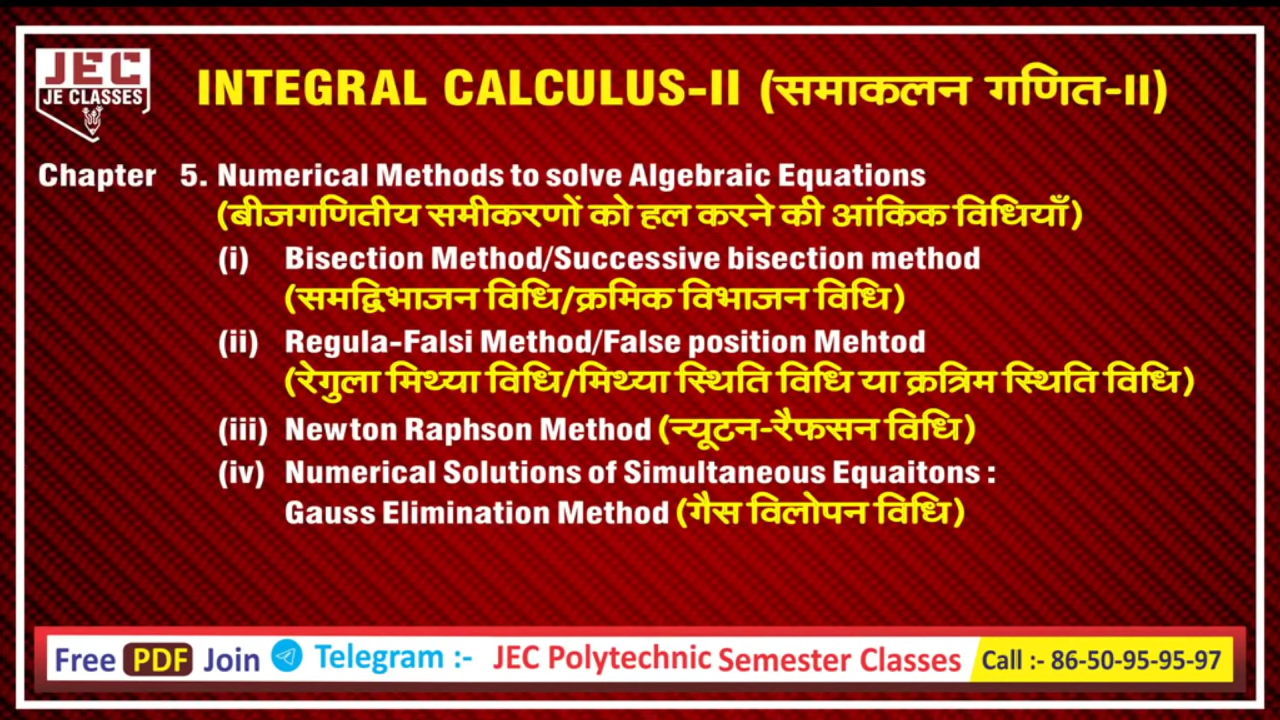 JEC
JE CLASSES
INTEGRAL CALCULUS-II (समाकलन गणित-II)
Chapter 5. Numerical Methods to solve Algebraic Equations
(बीजगणितीय समीकरणों को हल करने की आंकिक विधियाँ)
(i) Bisection Method/Successive bisection method
(समद्विभाजन विधि/क्रमिक विभाजन विधि)
(ii) Regula-Falsi Method/False position Mehtod
(रेगुला मिथ्या विधि/मिथ्या स्थिति विधि या क्रत्रिम स्थिति विधि)
(iii) Newton Raphson Method (न्यूटन-रैफसन विधि)
(iv) Numerical Solutions of Simultaneous Equaitons :
Gauss Elimination Method (गैस विलोपन विधि)
Free PDF Join Telegram :- JEC Polytechnic Semester Classes Call :- 86-50-95-95-97